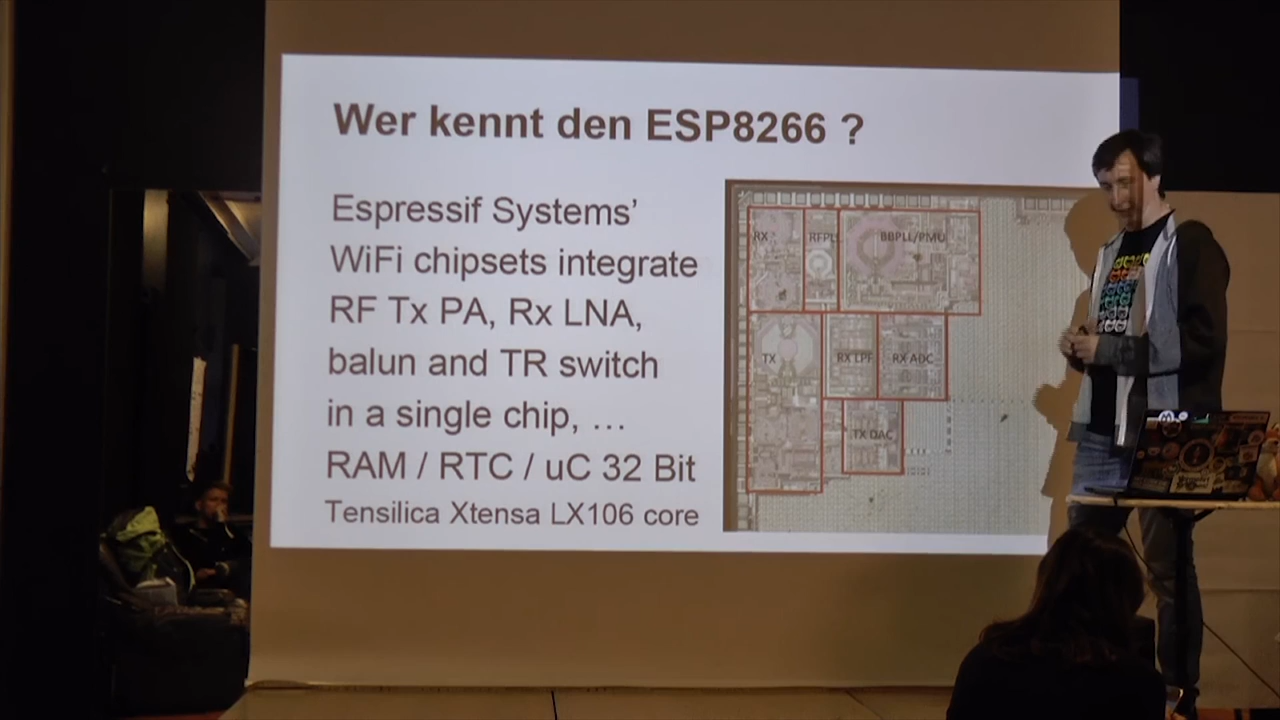 Wer kennt den ESP8266 ?
Espressif Systems’
WiFi chipsets integrate
RF Tx PA, Rx LNA,
balun and TR switch
in a single chip, …
RAM / RTC / uC 32 Bit
Tensilica Xtensa LX106 core
RX
RFPLL
BBPLL/PMU
TX
RX LPF
RX ADC
TX DAC